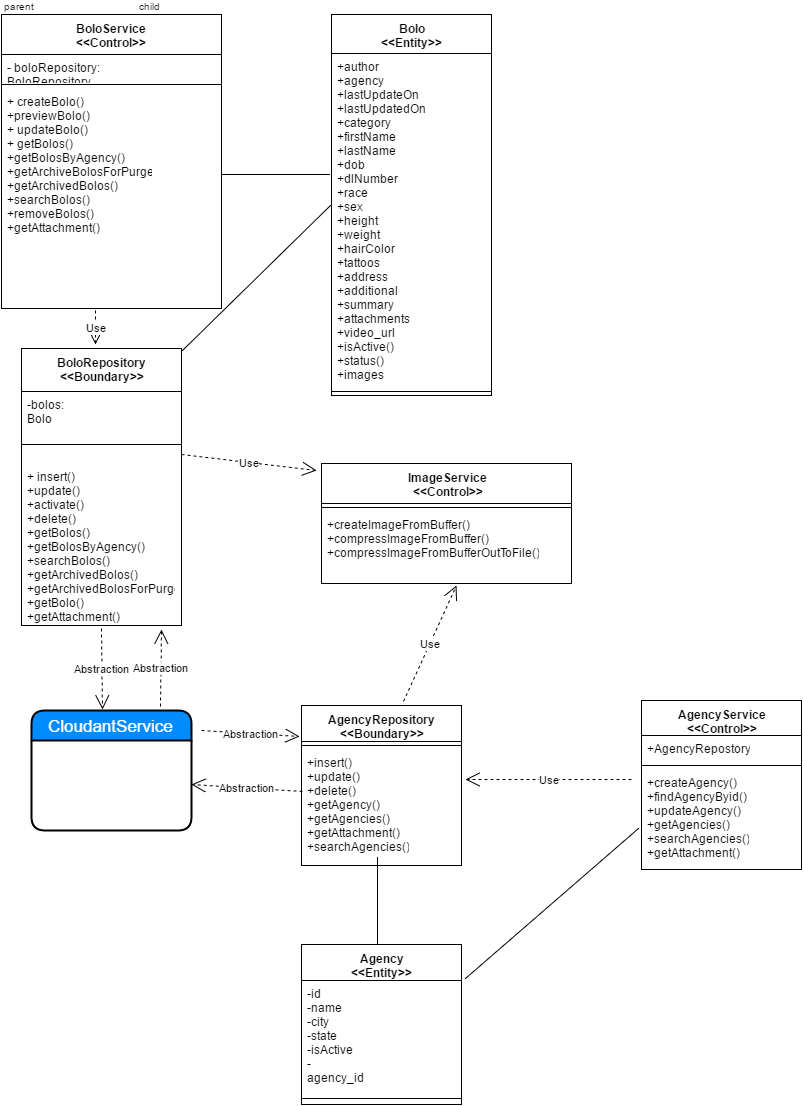 parent
child
BoloService
<<Control>>
- boloRepository:
BoloRepository
+ createBolo()
+previewBolo()
+ updateBolo()
+ getBolos()
+getBolosByAgency()
+getArchiveBolosForPurge
+getArchivedBolos()
+searchBolos()
+removeBolos()
+getAttachment()
Bolo
<<Entity>>
+author
+agency
+lastUpdateOn
+lastUpdatedOn
+category
+firstName
+lastName
+dob
+dlNumber
+race
+sex
+height
+weight
+hairColor
+tattoos
+address
+additional
+summary
+attachments
+video_url
+isActive()
+status()
+images
Use
BoloRepository
<<Boundary>>
-bolos:
Bolo
+ insert()
+update()
+activate()
+delete()
+getBolos()
+getBolosByAgency()
+searchBolos()
+getArchivedBolos()
+getArchivedBolosForPurg
+getBolo()
+getAttachment()
Use
ImageService
<<Control>>
+createImageFromBuffer()
+compressImageFromBuffer()
+compressImageFromBufferOutToFile()
Use
Abstraction
Abstraction
CloudantService
Abstraction
Abstraction
AgencyRepository
<<Boundary>>
+insert()
+update()
+delete()
+getAgency()
+getAgencies()
+getAttachment()
+searchAgencies()
Use
AgencyService
<<Control>>
+AgencyRepostory
+createAgency()
+findAgencyByid()
+updateAgency()
+getAgencies()
+searchAgencies()
+getAttachment()
Agency
<<Entity>>
-id
-name
-city
-state
-isActive
-
agency_id